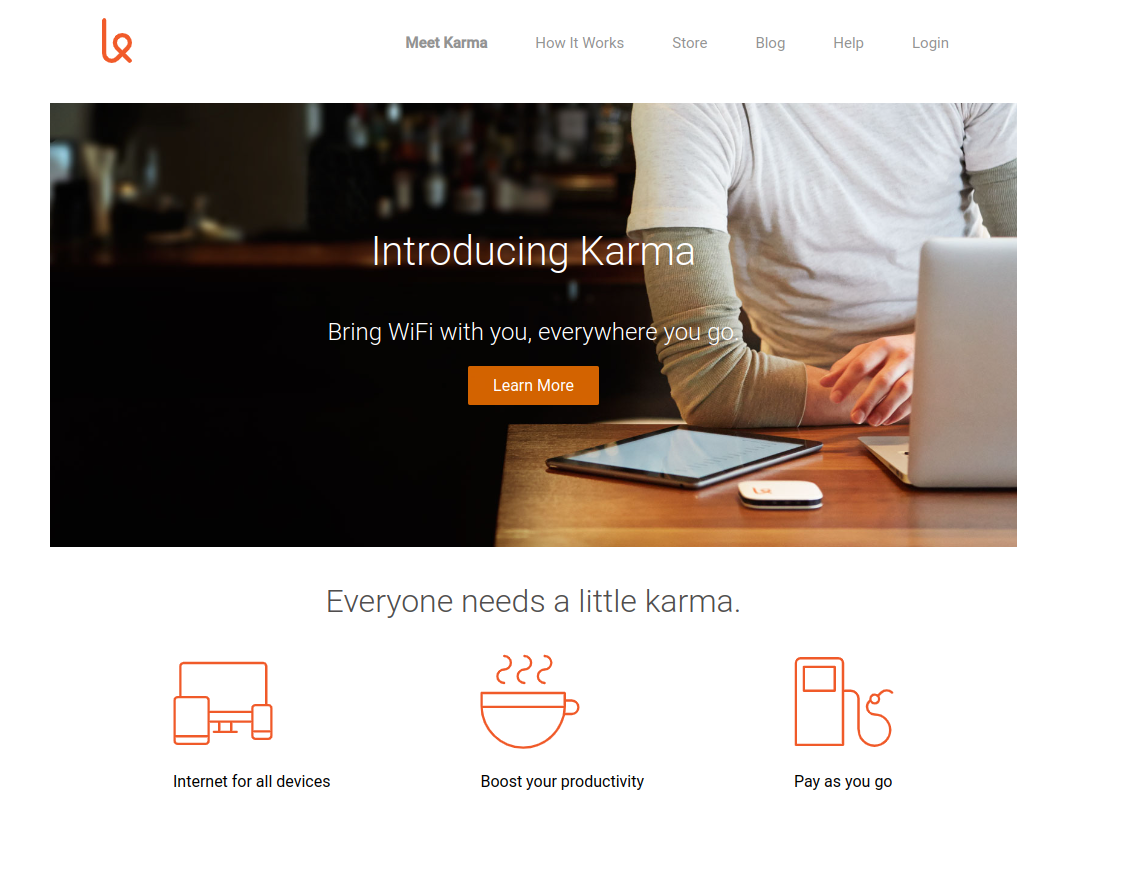 Meet Karma How It Works Store Blog Help Login
Introducing Karma
Bring WiFi with you, everywhere you go.
Learn More
Everyone needs a little karma.
Internet for all devices Boost your productivity Pay as you go